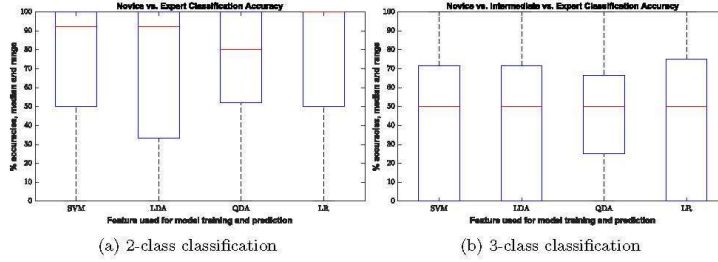 Novice vs. Expert Classification Accuracy
% accuracies, median and range
100
90
80
70
60
50
40
30
20
10
0
SVM LDA QDA LR
Feature used for model training and prediction
(a) 2-class classification
Novice vs. Intermediate vs. Expert Classification Accuracy
% accuracies, median and range
100
90
80
70
60
50
40
30
20
10
0
SVM LDA QDA LR
Feature used for model training and prediction
(b) 3-class classification